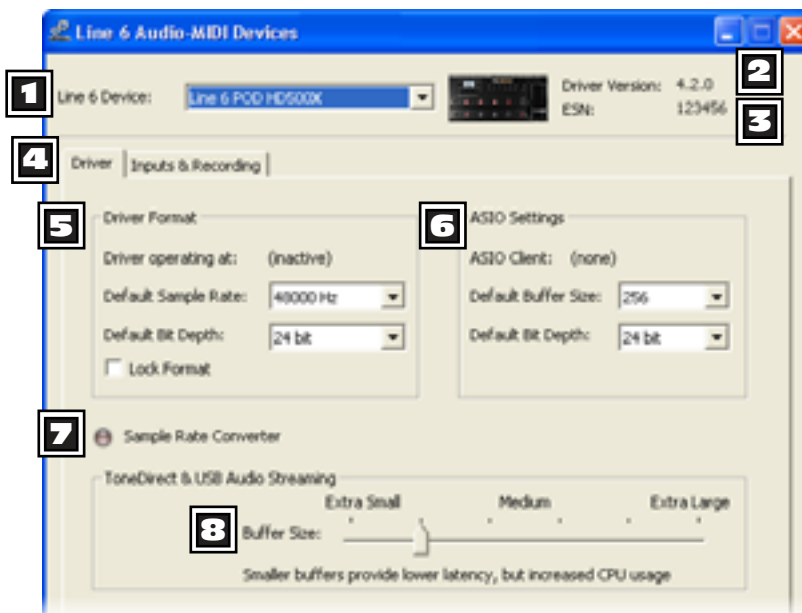 Line 6 Audio-MIDI Devices
1 Line 6 Device: Line 6 POD HD500X Driver Version: 4.2.0 2
ESN: 123456 3
4 Driver Inputs & Recording
5 Driver Format
Driver operating at: (inactive)
Default Sample Rate: 48000 Hz
Default Bit Depth: 24 bit
Lock Format
6 ASIO Settings
ASIO Client: (none)
Default Buffer Size: 256
Default Bit Depth: 24 bit
7 Sample Rate Converter
ToneDirect & USB Audio Streaming
Extra Small Medium Extra Large
8 Buffer Size:
Smaller buffers provide lower latency, but increased CPU usage